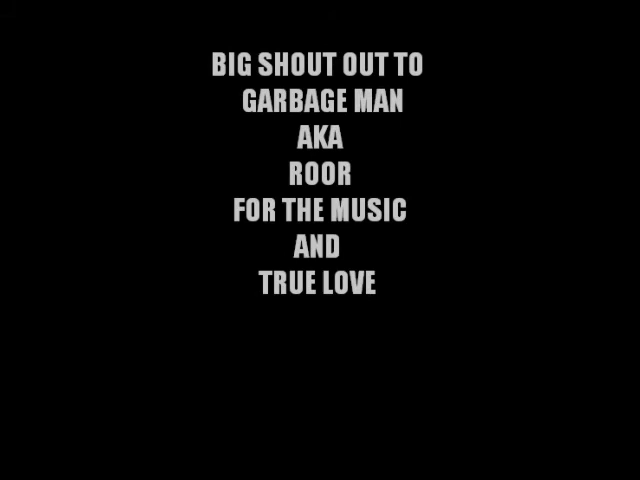 BIG SHOUT OUT TO
GARBAGE MAN
AKA
ROOR
FOR THE MUSIC
AND
TRUE LOVE